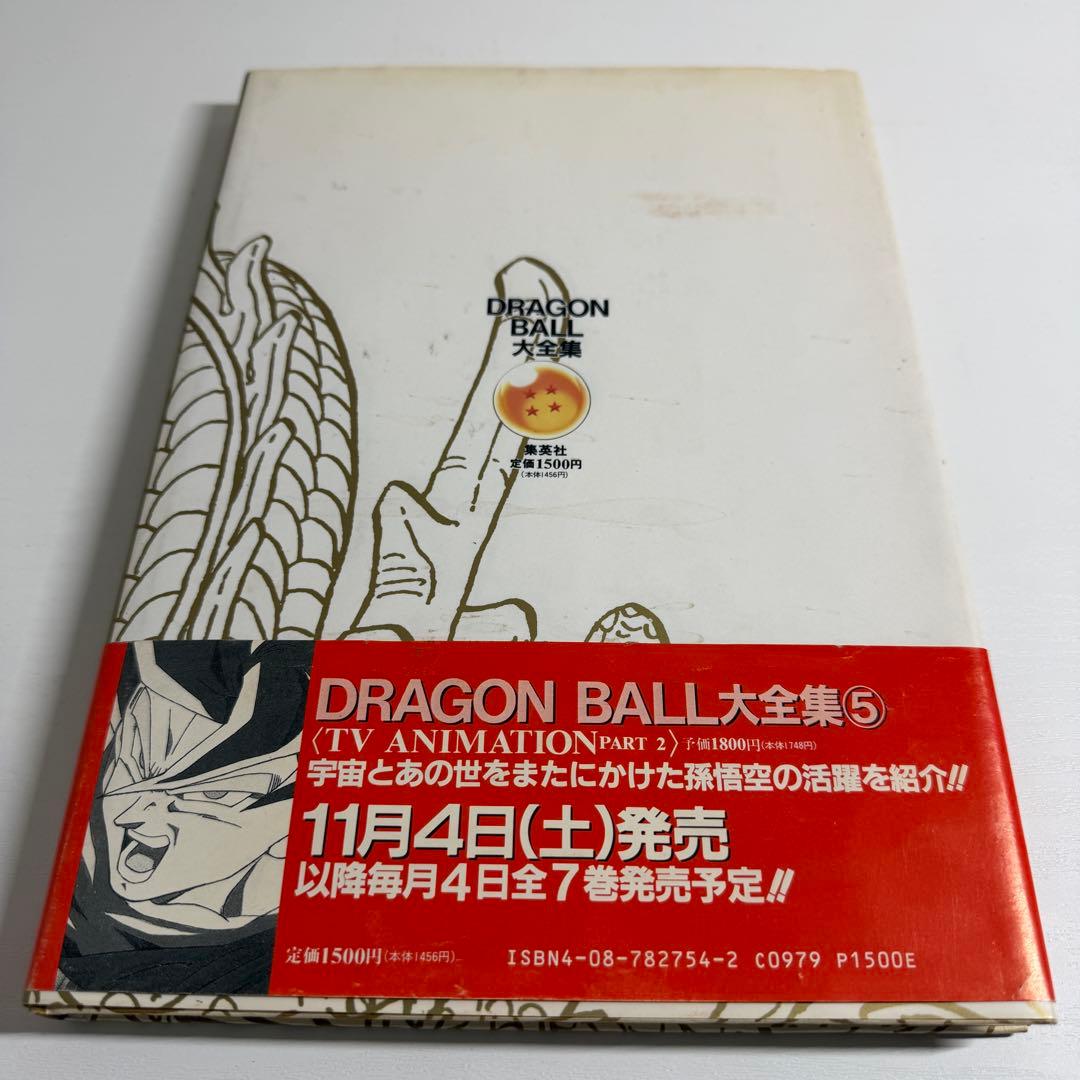 DRAGON
BALL
大全集
集英社
定価1500円
(本体1456円)
DRAGON BALL大全集⑤
〈TV ANIMATION PART 2〉予価1800円(本体1748円)
宇宙とあの世をまたにかけた孫悟空の活躍を紹介!!
11月4日(土)発売
以降毎月4日全7巻発売予定!!
定価1500円(本体1456円)
ISBN4-08-782754-2 C0979 P1500E